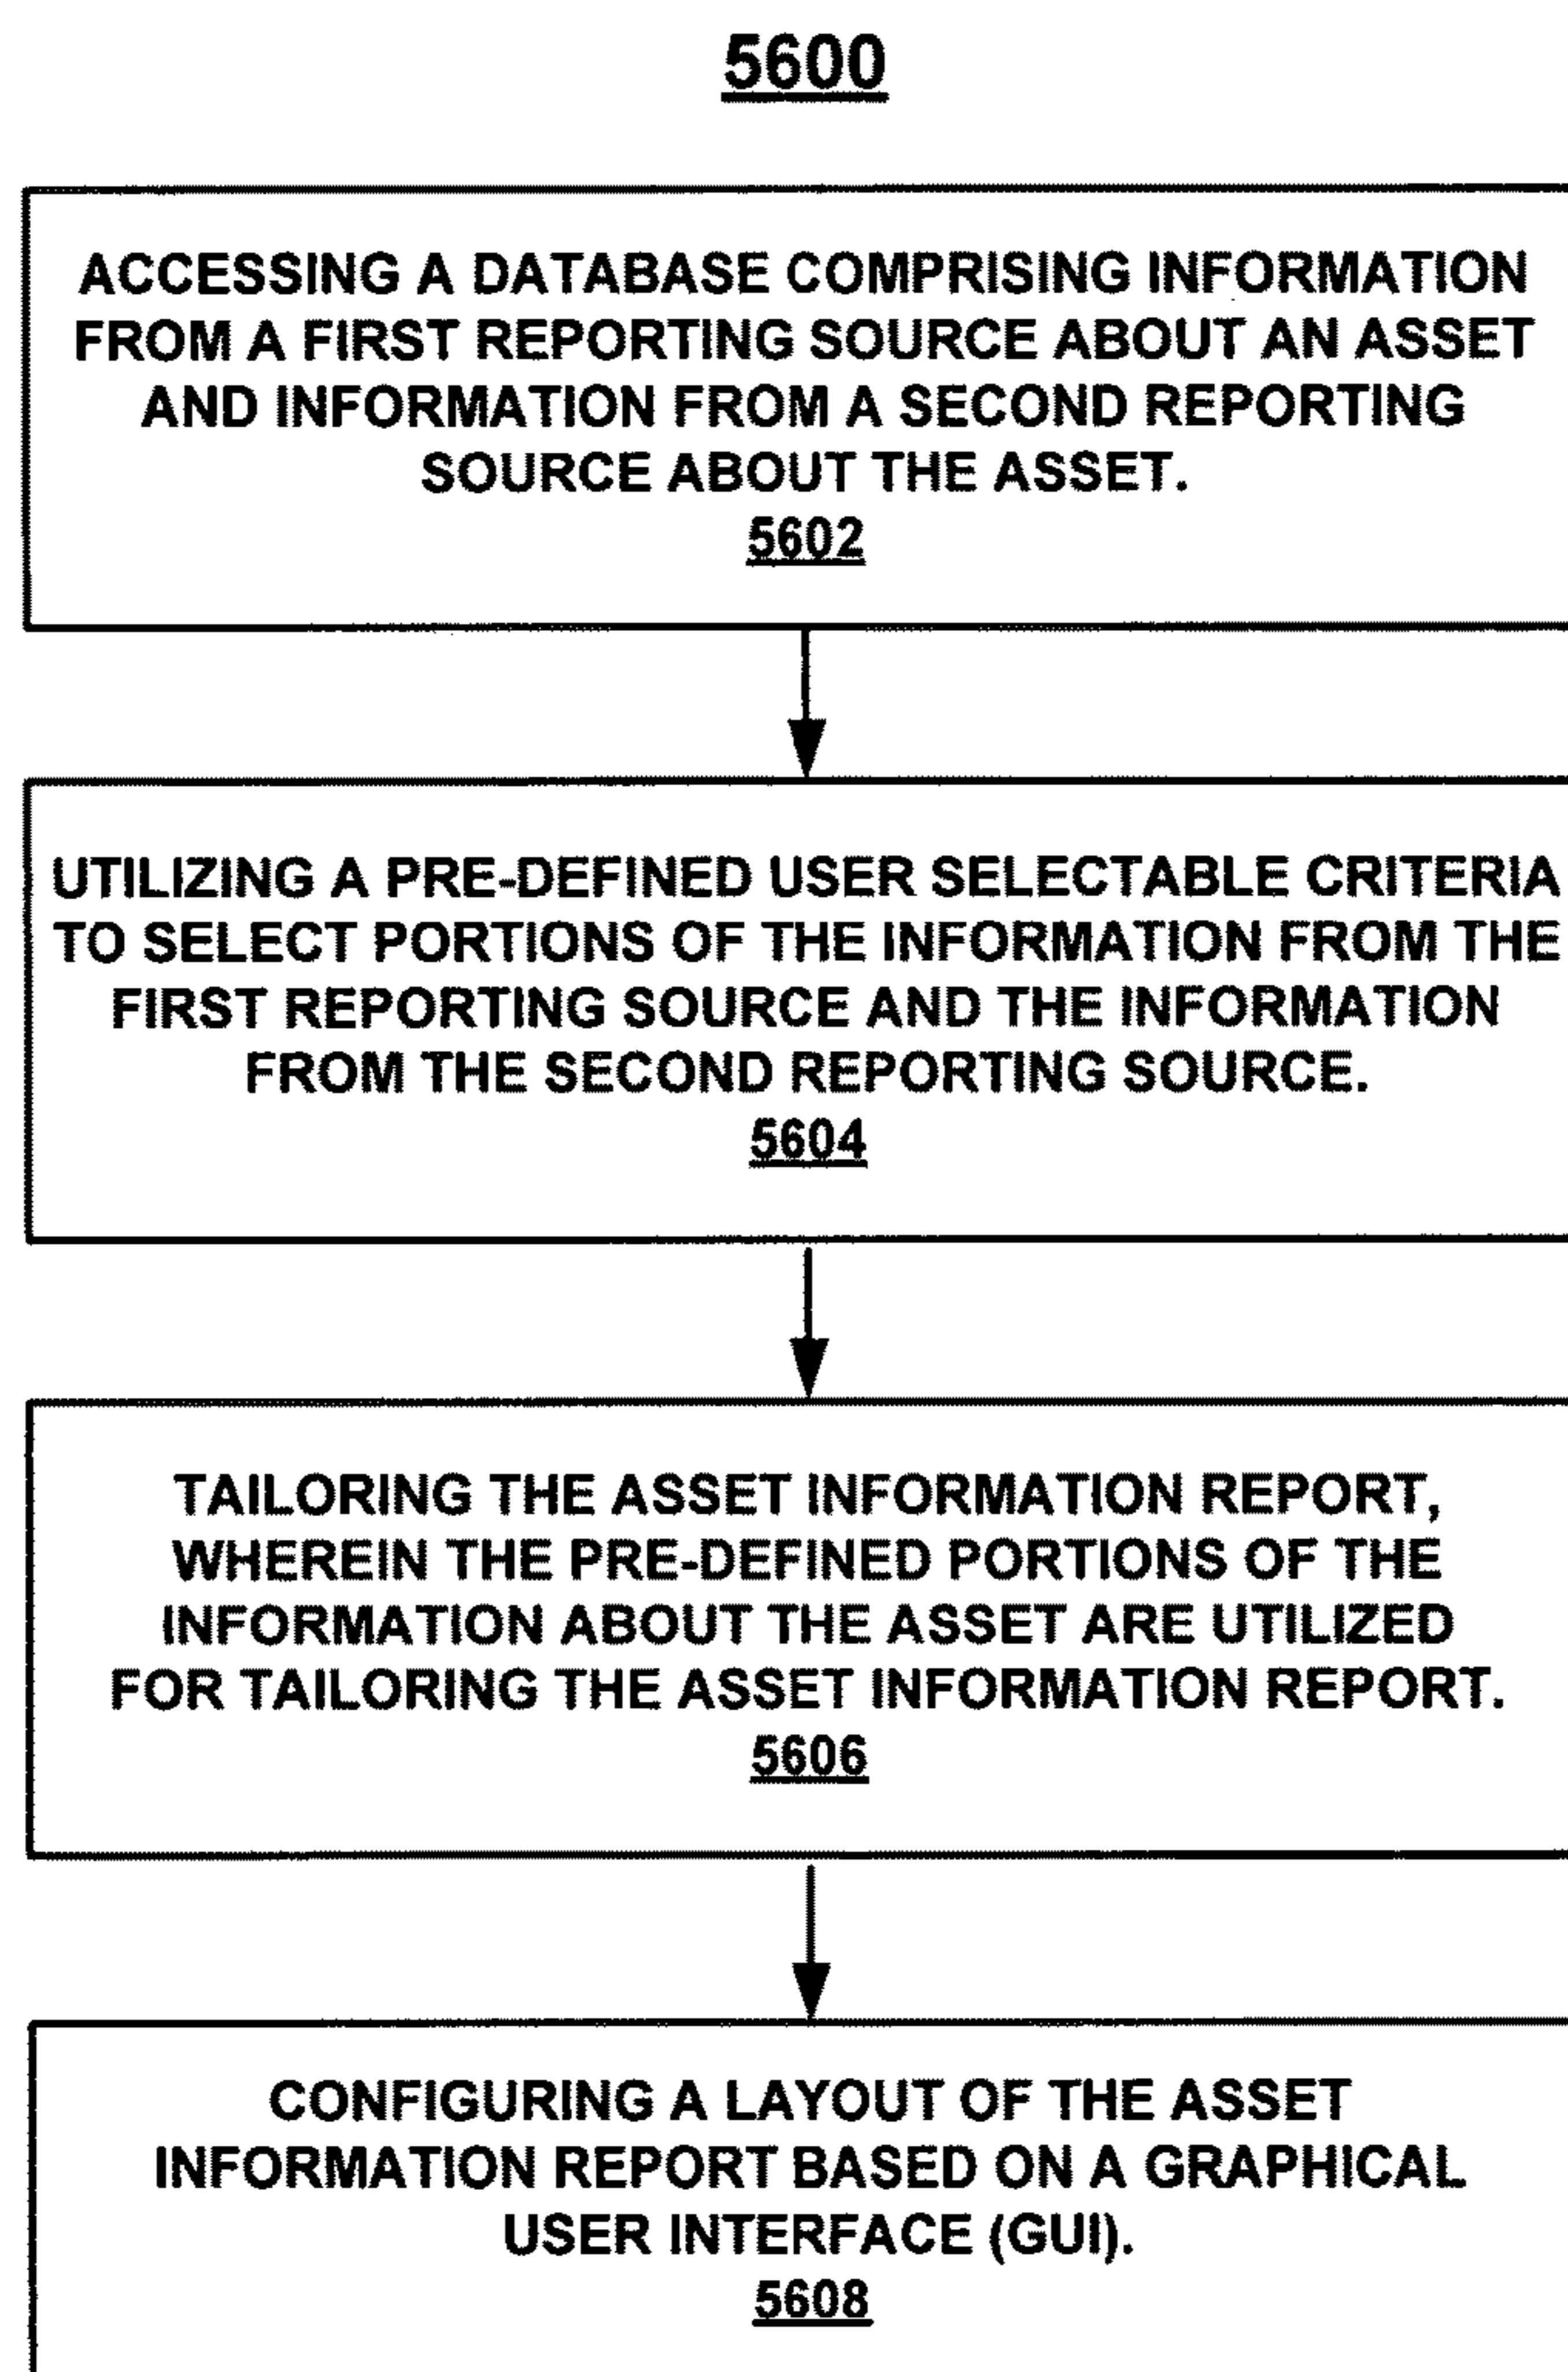 5600
ACCESSING A DATABASE COMPRISING INFORMATION
FROM A FIRST REPORTING SOURCE ABOUT AN ASSET
AND INFORMATION FROM A SECOND REPORTING
SOURCE ABOUT THE ASSET.
5602
UTILIZING A PRE-DEFINED USER SELECTABLE CRITERIA
TO SELECT PORTIONS OF THE INFORMATION FROM THE
FIRST REPORTING SOURCE AND THE INFORMATION
FROM THE SECOND REPORTING SOURCE.
5604
TAILORING THE ASSET INFORMATION REPORT,
WHEREIN THE PRE-DEFINED PORTIONS OF THE
INFORMATION ABOUT THE ASSET ARE UTILIZED
FOR TAILORING THE ASSET INFORMATION REPORT.
5606
CONFIGURING A LAYOUT OF THE ASSET
INFORMATION REPORT BASED ON A GRAPHICAL
USER INTERFACE (GUI).
5608